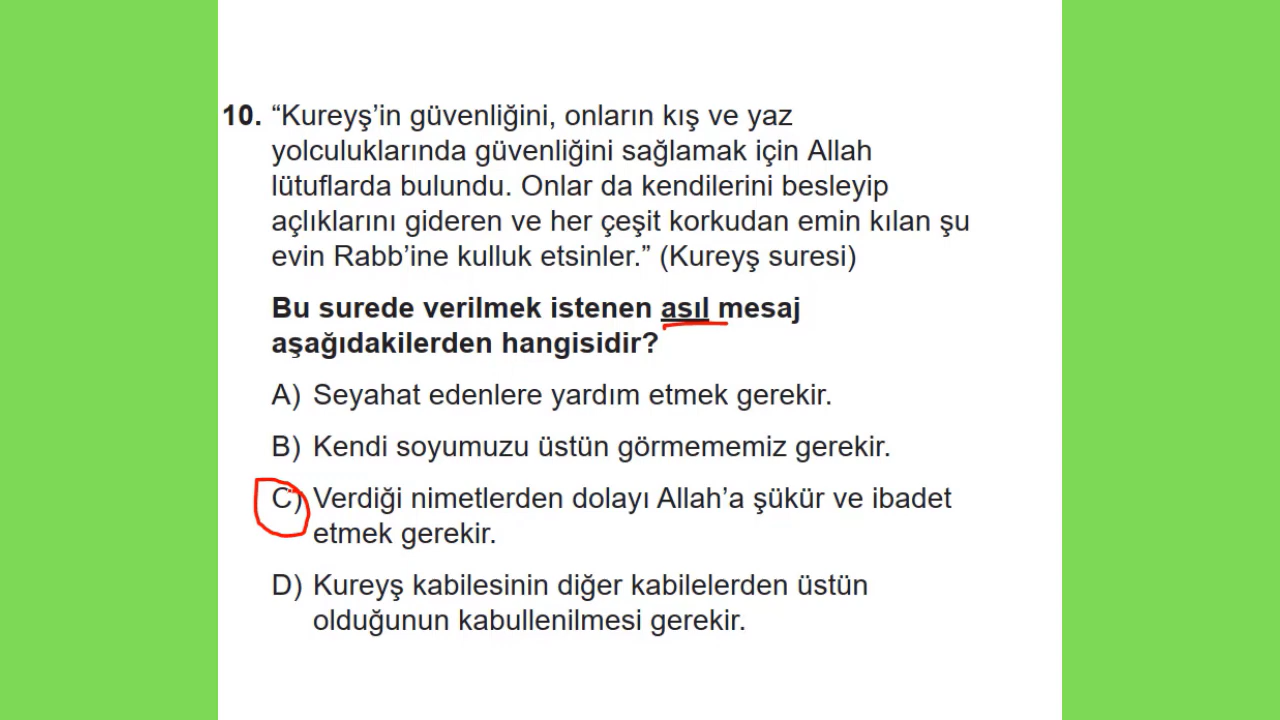 10. “Kureyş’in güvenliğini, onların kış ve yaz
yolculuklarında güvenliğini sağlamak için Allah
lütuflarda bulundu. Onlar da kendilerini besleyip
açlıklarını gideren ve her çeşit korkudan emin kılan şu
evin Rabb’ine kulluk etsinler.” (Kureyş suresi)
Bu surede verilmek istenen asıl mesaj
aşağıdakilerden hangisidir?
A) Seyahat edenlere yardım etmek gerekir.
B) Kendi soyumuzu üstün görmememiz gerekir.
C) Verdiği nimetlerden dolayı Allah’a şükür ve ibadet
etmek gerekir.
D) Kureyş kabilesinin diğer kabilelerden üstün
olduğunun kabullenilmesi gerekir.